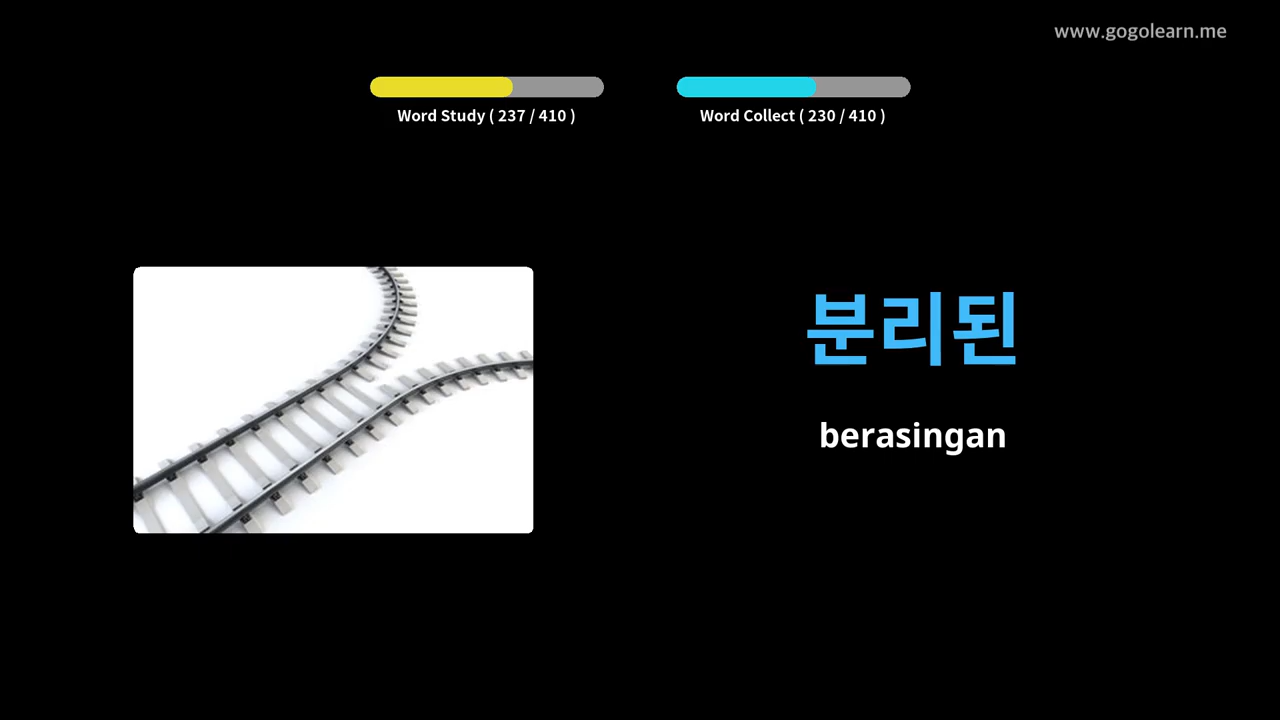 www.gogolearn.me
Word Study ( 237 / 410 )
Word Collect ( 230 / 410 )
분리된
berasingan